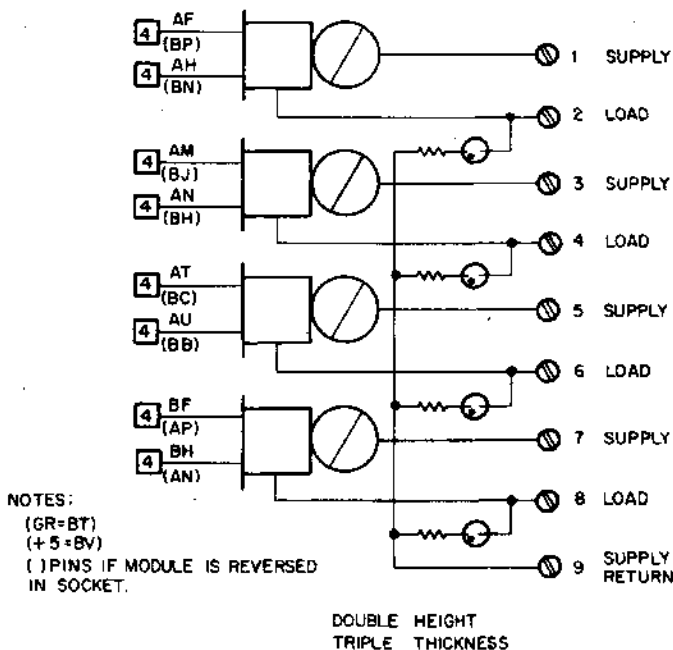 4 AF
(BP)
4 AH
(BN)
1 SUPPLY
2 LOAD
4 AM
(BJ)
4 AN
(BH)
3 SUPPLY
4 LOAD
4 AT
(BC)
4 AU
(BB)
5 SUPPLY
6 LOAD
4 BF
(AP)
4 BH
(AN)
7 SUPPLY
8 LOAD
9 SUPPLY
RETURN
NOTES:
(GR=BT)
(+5=BV)
( ) PINS IF MODULE IS REVERSED
IN SOCKET.
DOUBLE HEIGHT
TRIPLE THICKNESS